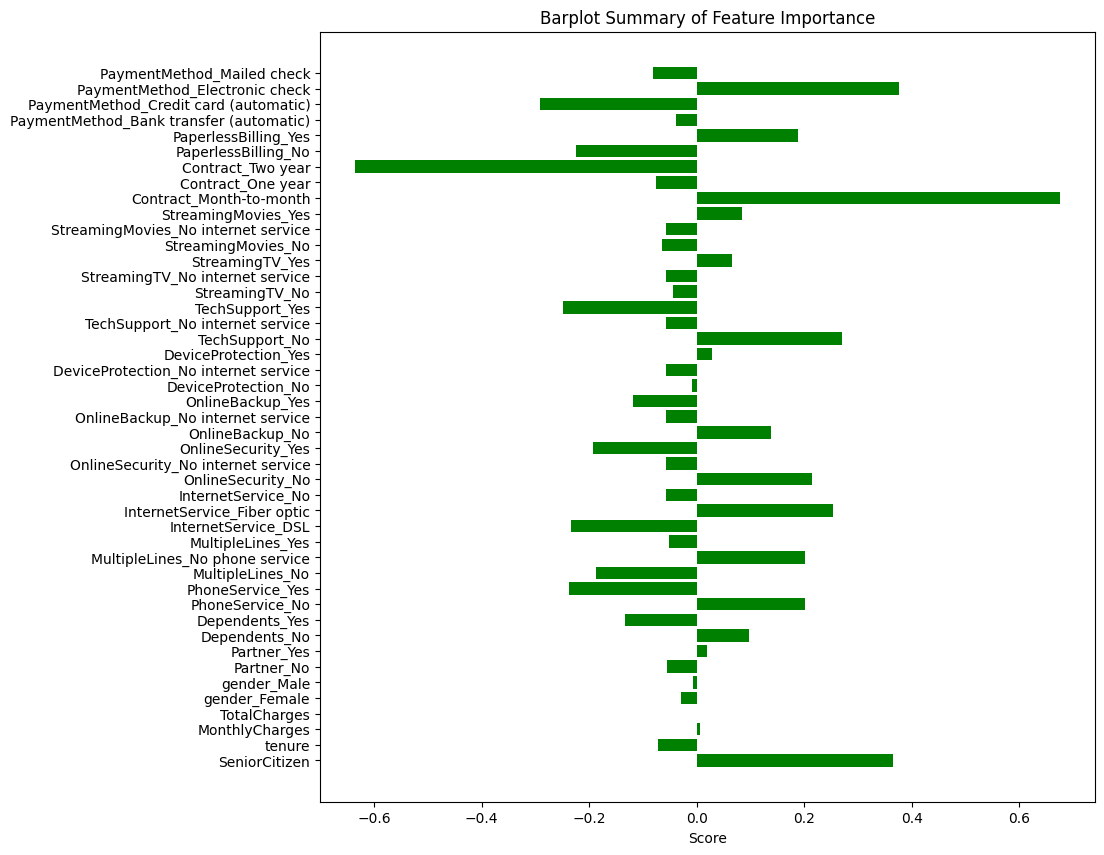 Barplot Summary of Feature Importance
PaymentMethod_Mailed check
PaymentMethod_Electronic check
PaymentMethod_Credit card (automatic)
PaymentMethod_Bank transfer (automatic)
PaperlessBilling_Yes
PaperlessBilling_No
Contract_Two year
Contract_One year
Contract_Month-to-month
StreamingMovies_Yes
StreamingMovies_No internet service
StreamingMovies_No
StreamingTV_Yes
StreamingTV_No internet service
StreamingTV_No
TechSupport_Yes
TechSupport_No internet service
TechSupport_No
DeviceProtection_Yes
DeviceProtection_No internet service
DeviceProtection_No
OnlineBackup_Yes
OnlineBackup_No internet service
OnlineBackup_No
OnlineSecurity_Yes
OnlineSecurity_No internet service
OnlineSecurity_No
InternetService_No
InternetService_Fiber optic
InternetService_DSL
MultipleLines_Yes
MultipleLines_No phone service
MultipleLines_No
PhoneService_Yes
PhoneService_No
Dependents_Yes
Dependents_No
Partner_Yes
Partner_No
gender_Male
gender_Female
TotalCharges
MonthlyCharges
tenure
SeniorCitizen
−0.6 −0.4 −0.2 0.0 0.2 0.4 0.6
Score